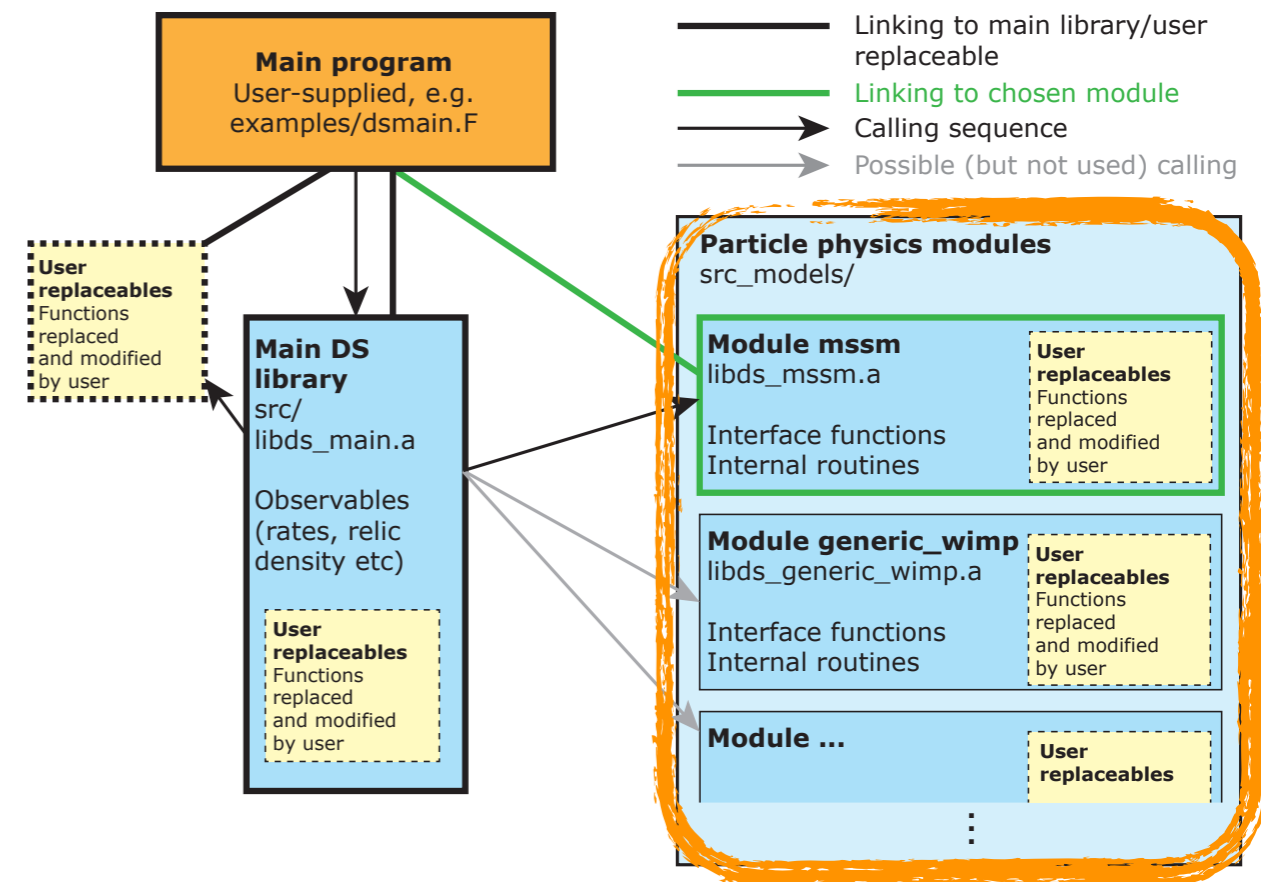 Main program
User-supplied, e.g.
examples/dsmain.F
Linking to main library/user
replaceable
Linking to chosen module
Calling sequence
Possible (but not used) calling
User
replaceables
Functions
replaced
and modified
by user
Main DS
library
src/
libds_main.a
Observables
(rates, relic
density etc)
User
replaceables
Functions
replaced
and modified
by user
Particle physics modules
src_models/
Module mssm
libds_mssm.a
Interface functions
Internal routines
User
replaceables
Functions
replaced
and modified
by user
Module generic_wimp
libds_generic_wimp.a
Interface functions
Internal routines
User
replaceables
Functions
replaced
and modified
by user
Module ...
User
replaceables
⋮